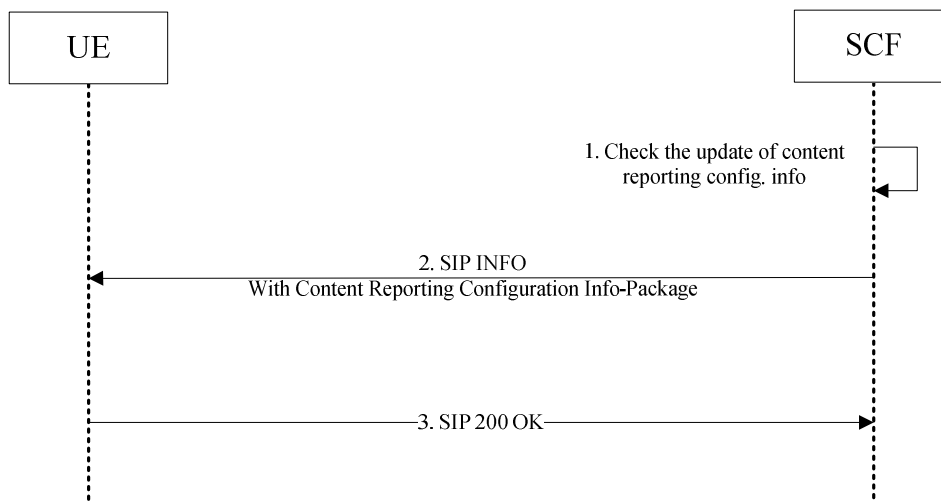 UE
SCF
1. Check the update of content
reporting config. info
2. SIP INFO
With Content Reporting Configuration Info-Package
3. SIP 200 OK